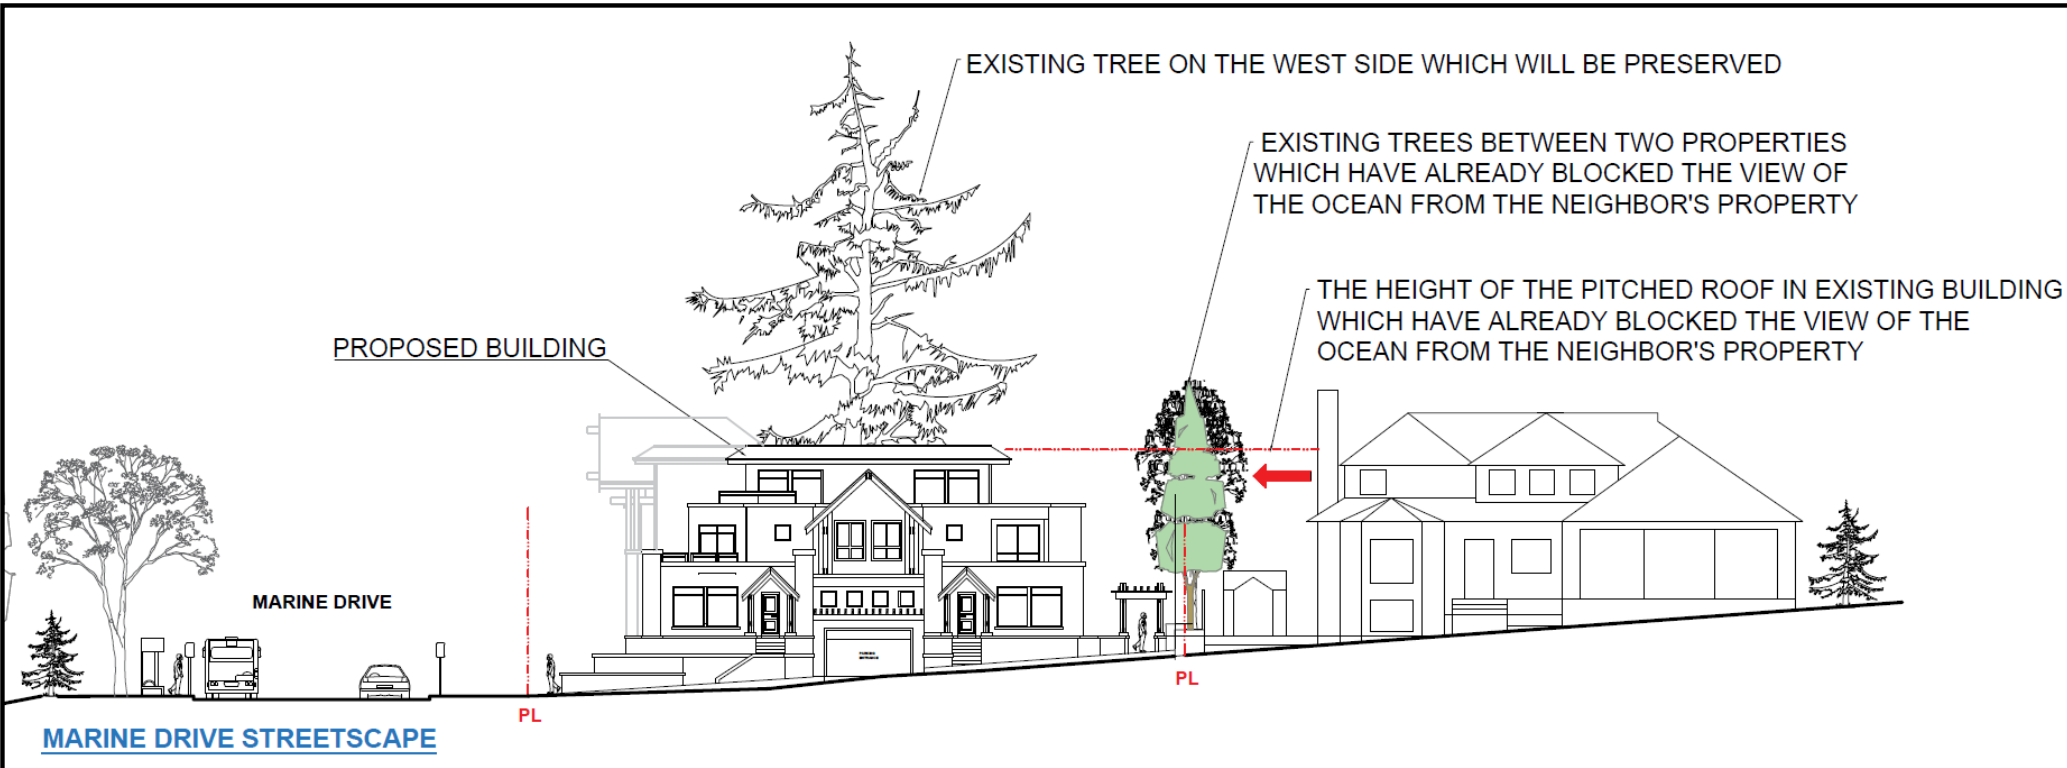 EXISTING TREE ON THE WEST SIDE WHICH WILL BE PRESERVED
EXISTING TREES BETWEEN TWO PROPERTIES
WHICH HAVE ALREADY BLOCKED THE VIEW OF
THE OCEAN FROM THE NEIGHBOR'S PROPERTY
THE HEIGHT OF THE PITCHED ROOF IN EXISTING BUILDING
WHICH HAVE ALREADY BLOCKED THE VIEW OF THE
OCEAN FROM THE NEIGHBOR'S PROPERTY
PROPOSED BUILDING
MARINE DRIVE
PL
PL
MARINE DRIVE STREETSCAPE